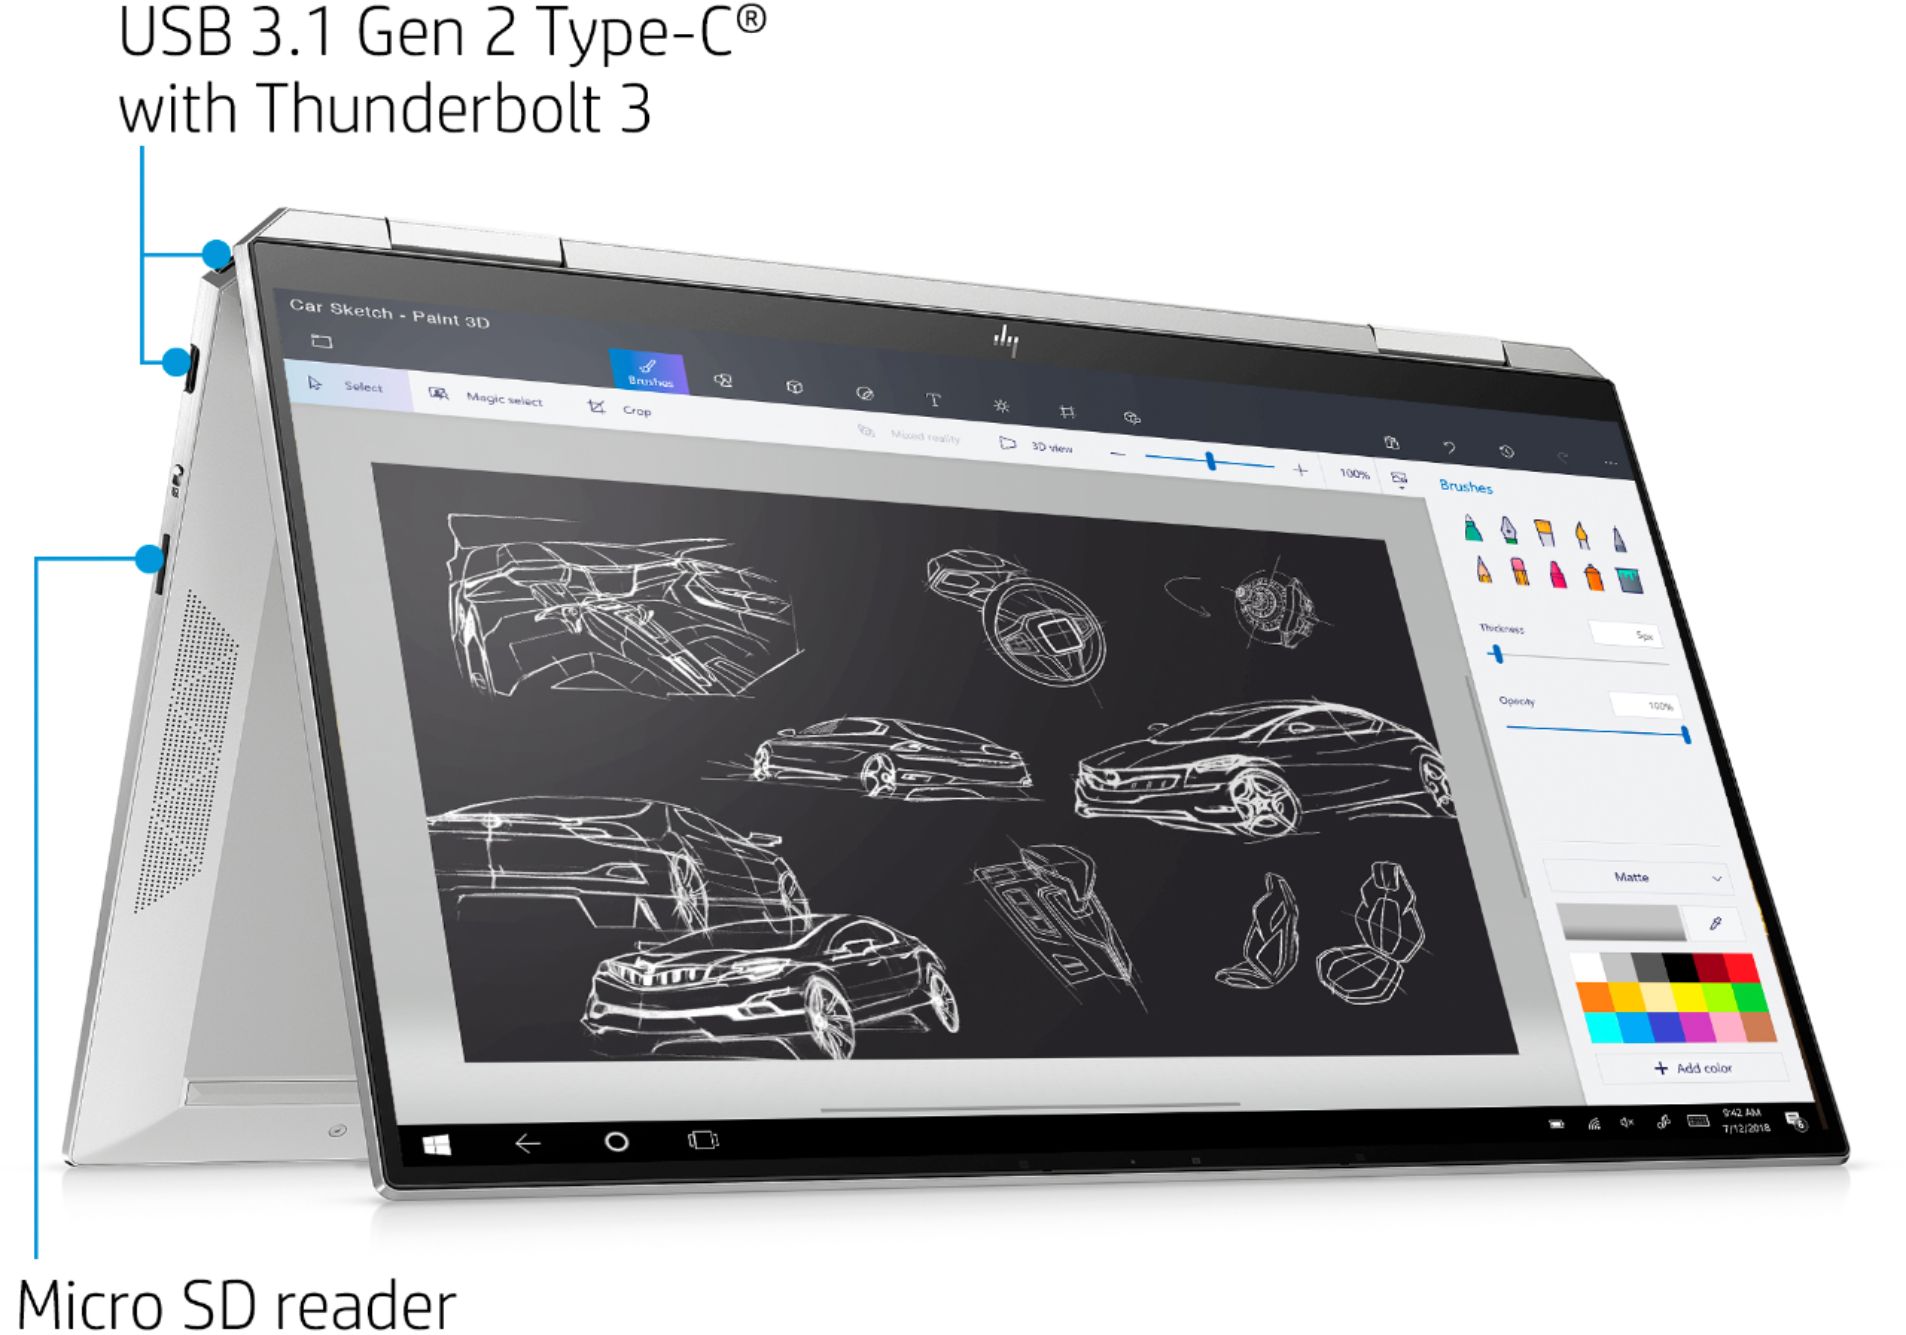 USB 3.1 Gen 2 Type-C®
with Thunderbolt 3
Car Sketch - Paint 3D
hp
Brushes
Select
Magic select
Crop
Mixed reality
3D view
100%
Brushes
Thickness
5px
Opacity
100%
Matte
+ Add color
9:42 AM
7/12/2018
6
Micro SD reader